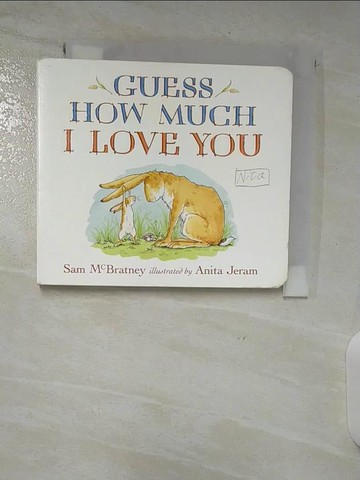 GUESS
HOW MUCH
I LOVE YOU
Sam McBratney illustrated by Anita Jeram